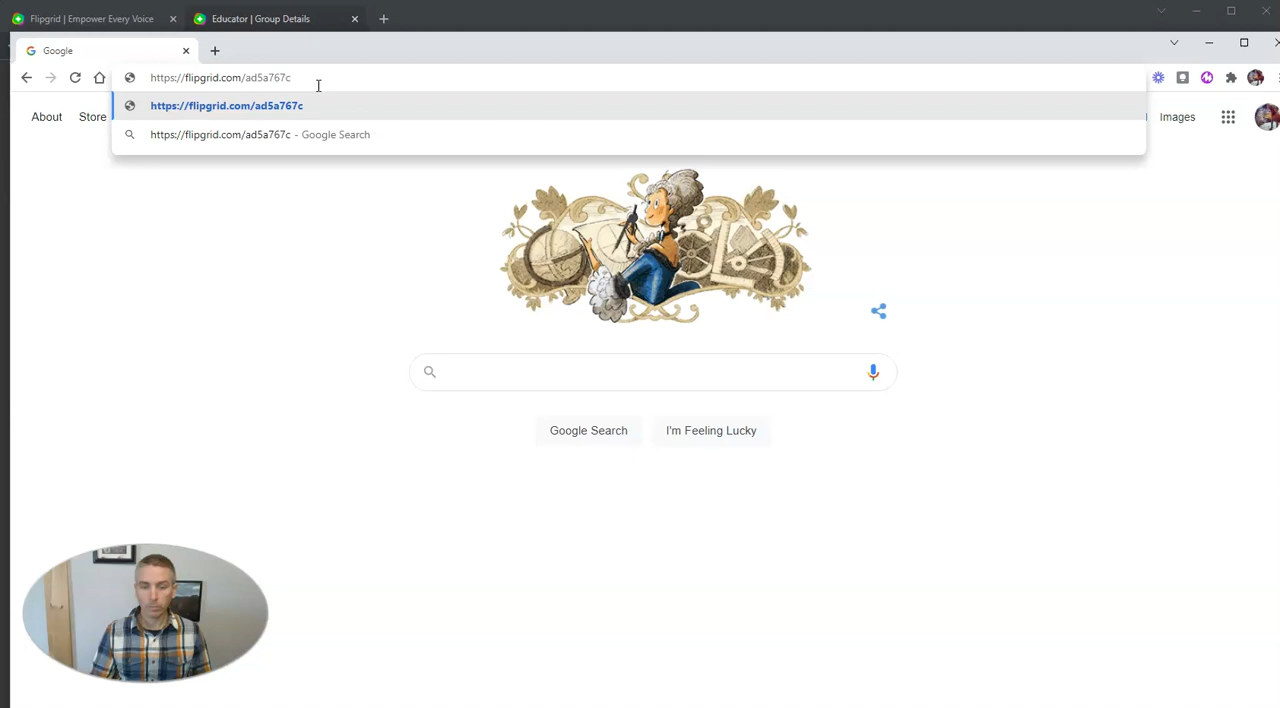 Flipgrid | Empower Every Voice
Educator | Group Details
Google
https://flipgrid.com/ad5a767c
https://flipgrid.com/ad5a767c
https://flipgrid.com/ad5a767c - Google Search
About Store Images
Google Search I'm Feeling Lucky